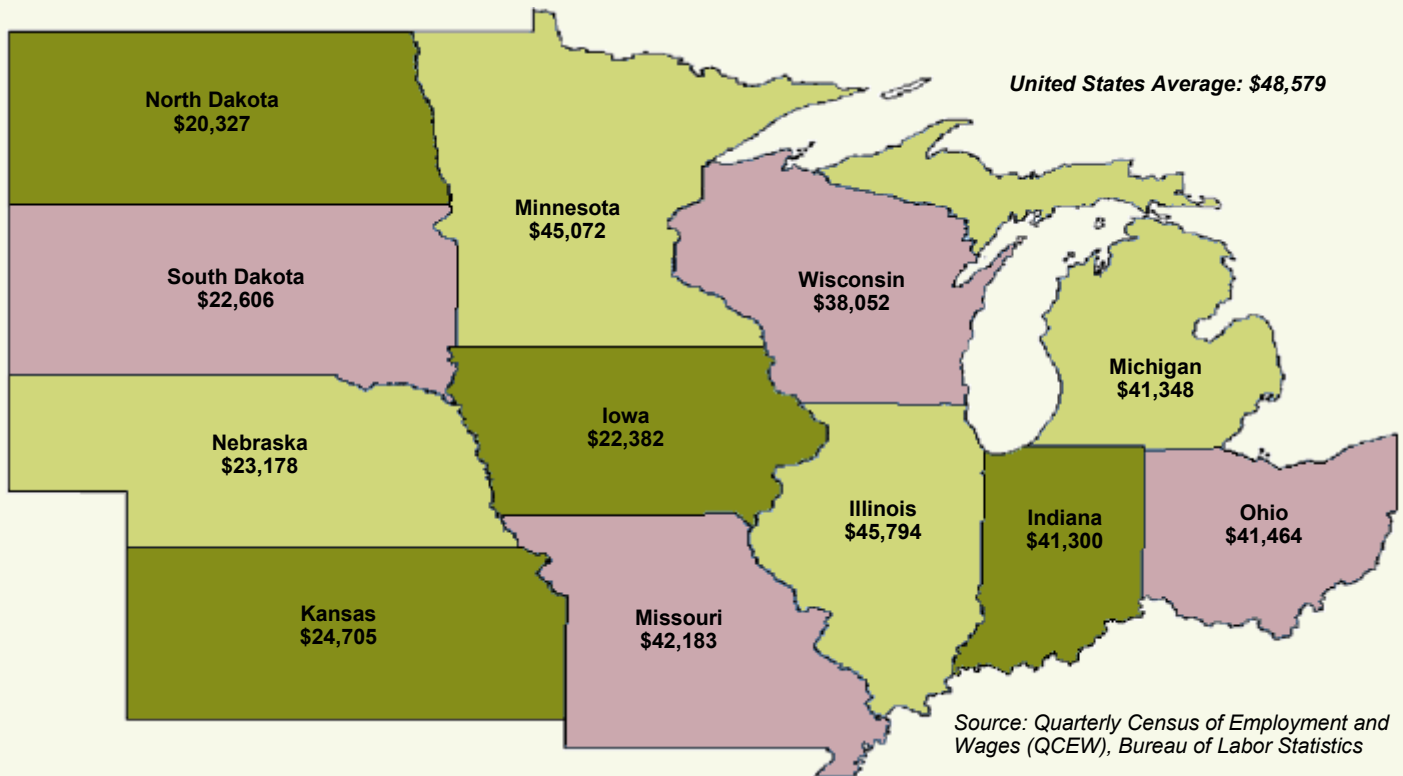 United States Average: $48,579
North Dakota
$20,327
Minnesota
$45,072
South Dakota
$22,606
Wisconsin
$38,052
Michigan
$41,348
Nebraska
$23,178
Iowa
$22,382
Illinois
$45,794
Indiana
$41,300
Ohio
$41,464
Kansas
$24,705
Missouri
$42,183
Source: Quarterly Census of Employment and
Wages (QCEW), Bureau of Labor Statistics